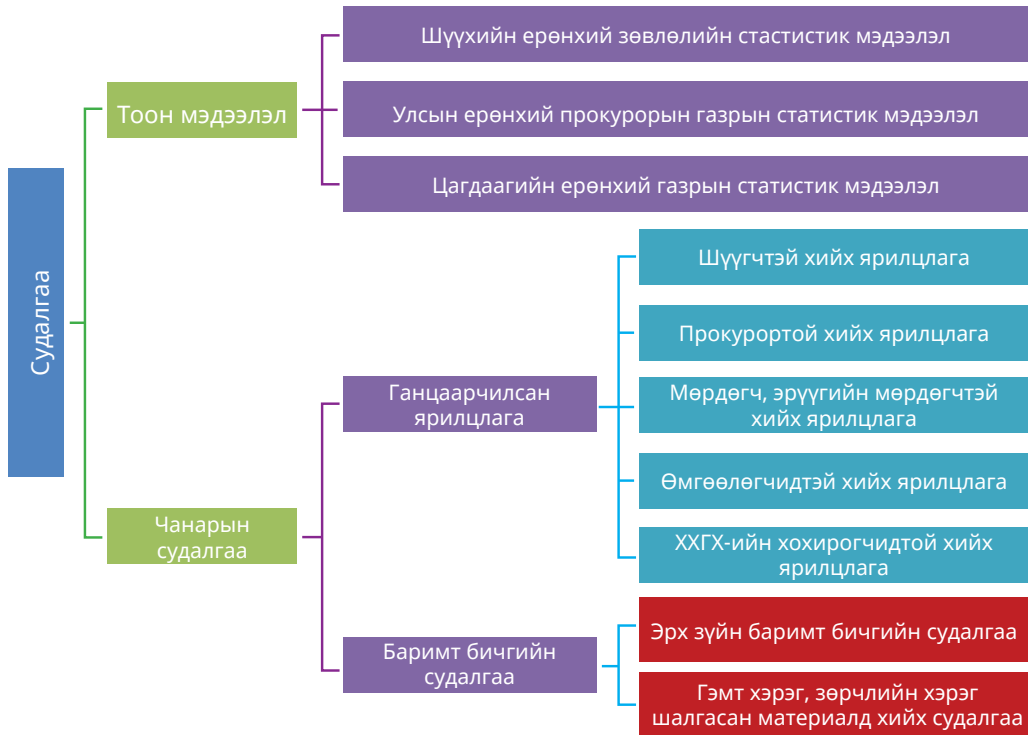 Судалгаа
Тоон мэдээлэл
Шүүхийн ерөнхий зөвлөлийн стастистик мэдээлэл
Улсын ерөнхий прокурорын газрын статистик мэдээлэл
Цагдаагийн ерөнхий газрын статистик мэдээлэл
Чанарын
судалгаа
Ганцаарчилсан
ярилцлага
Шүүгчтэй хийх ярилцлага
Прокурортой хийх ярилцлага
Мөрдөгч, эрүүгийн мөрдөгчтэй
хийх ярилцлага
Өмгөөлөгчидтэй хийх ярилцлага
ХХГХ-ийн хохирогчидтой хийх
ярилцлага
Баримт бичгийн
судалгаа
Эрх зүйн баримт бичгийн судалгаа
Гэмт хэрэг, зөрчлийн хэрэг
шалгасан материалд хийх судалгаа